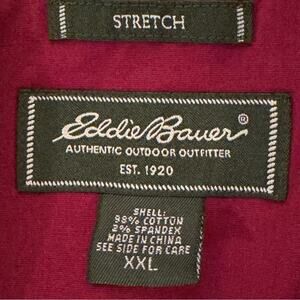 STRETCH
Eddie Bauer®
AUTHENTIC OUTDOOR OUTFITTER
EST. 1920
SHELL:
98% COTTON
2% SPANDEX
MADE IN CHINA
SEE SIDE FOR CARE
XXL